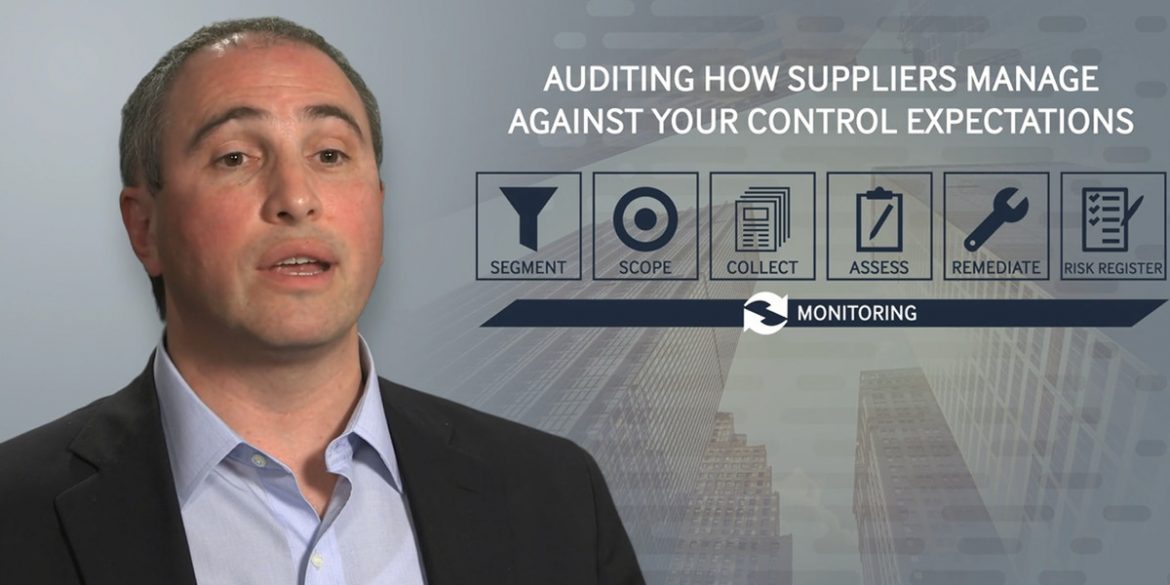 AUDITING HOW SUPPLIERS MANAGE
AGAINST YOUR CONTROL EXPECTATIONS
SEGMENT SCOPE COLLECT ASSESS REMEDIATE RISK REGISTER
MONITORING